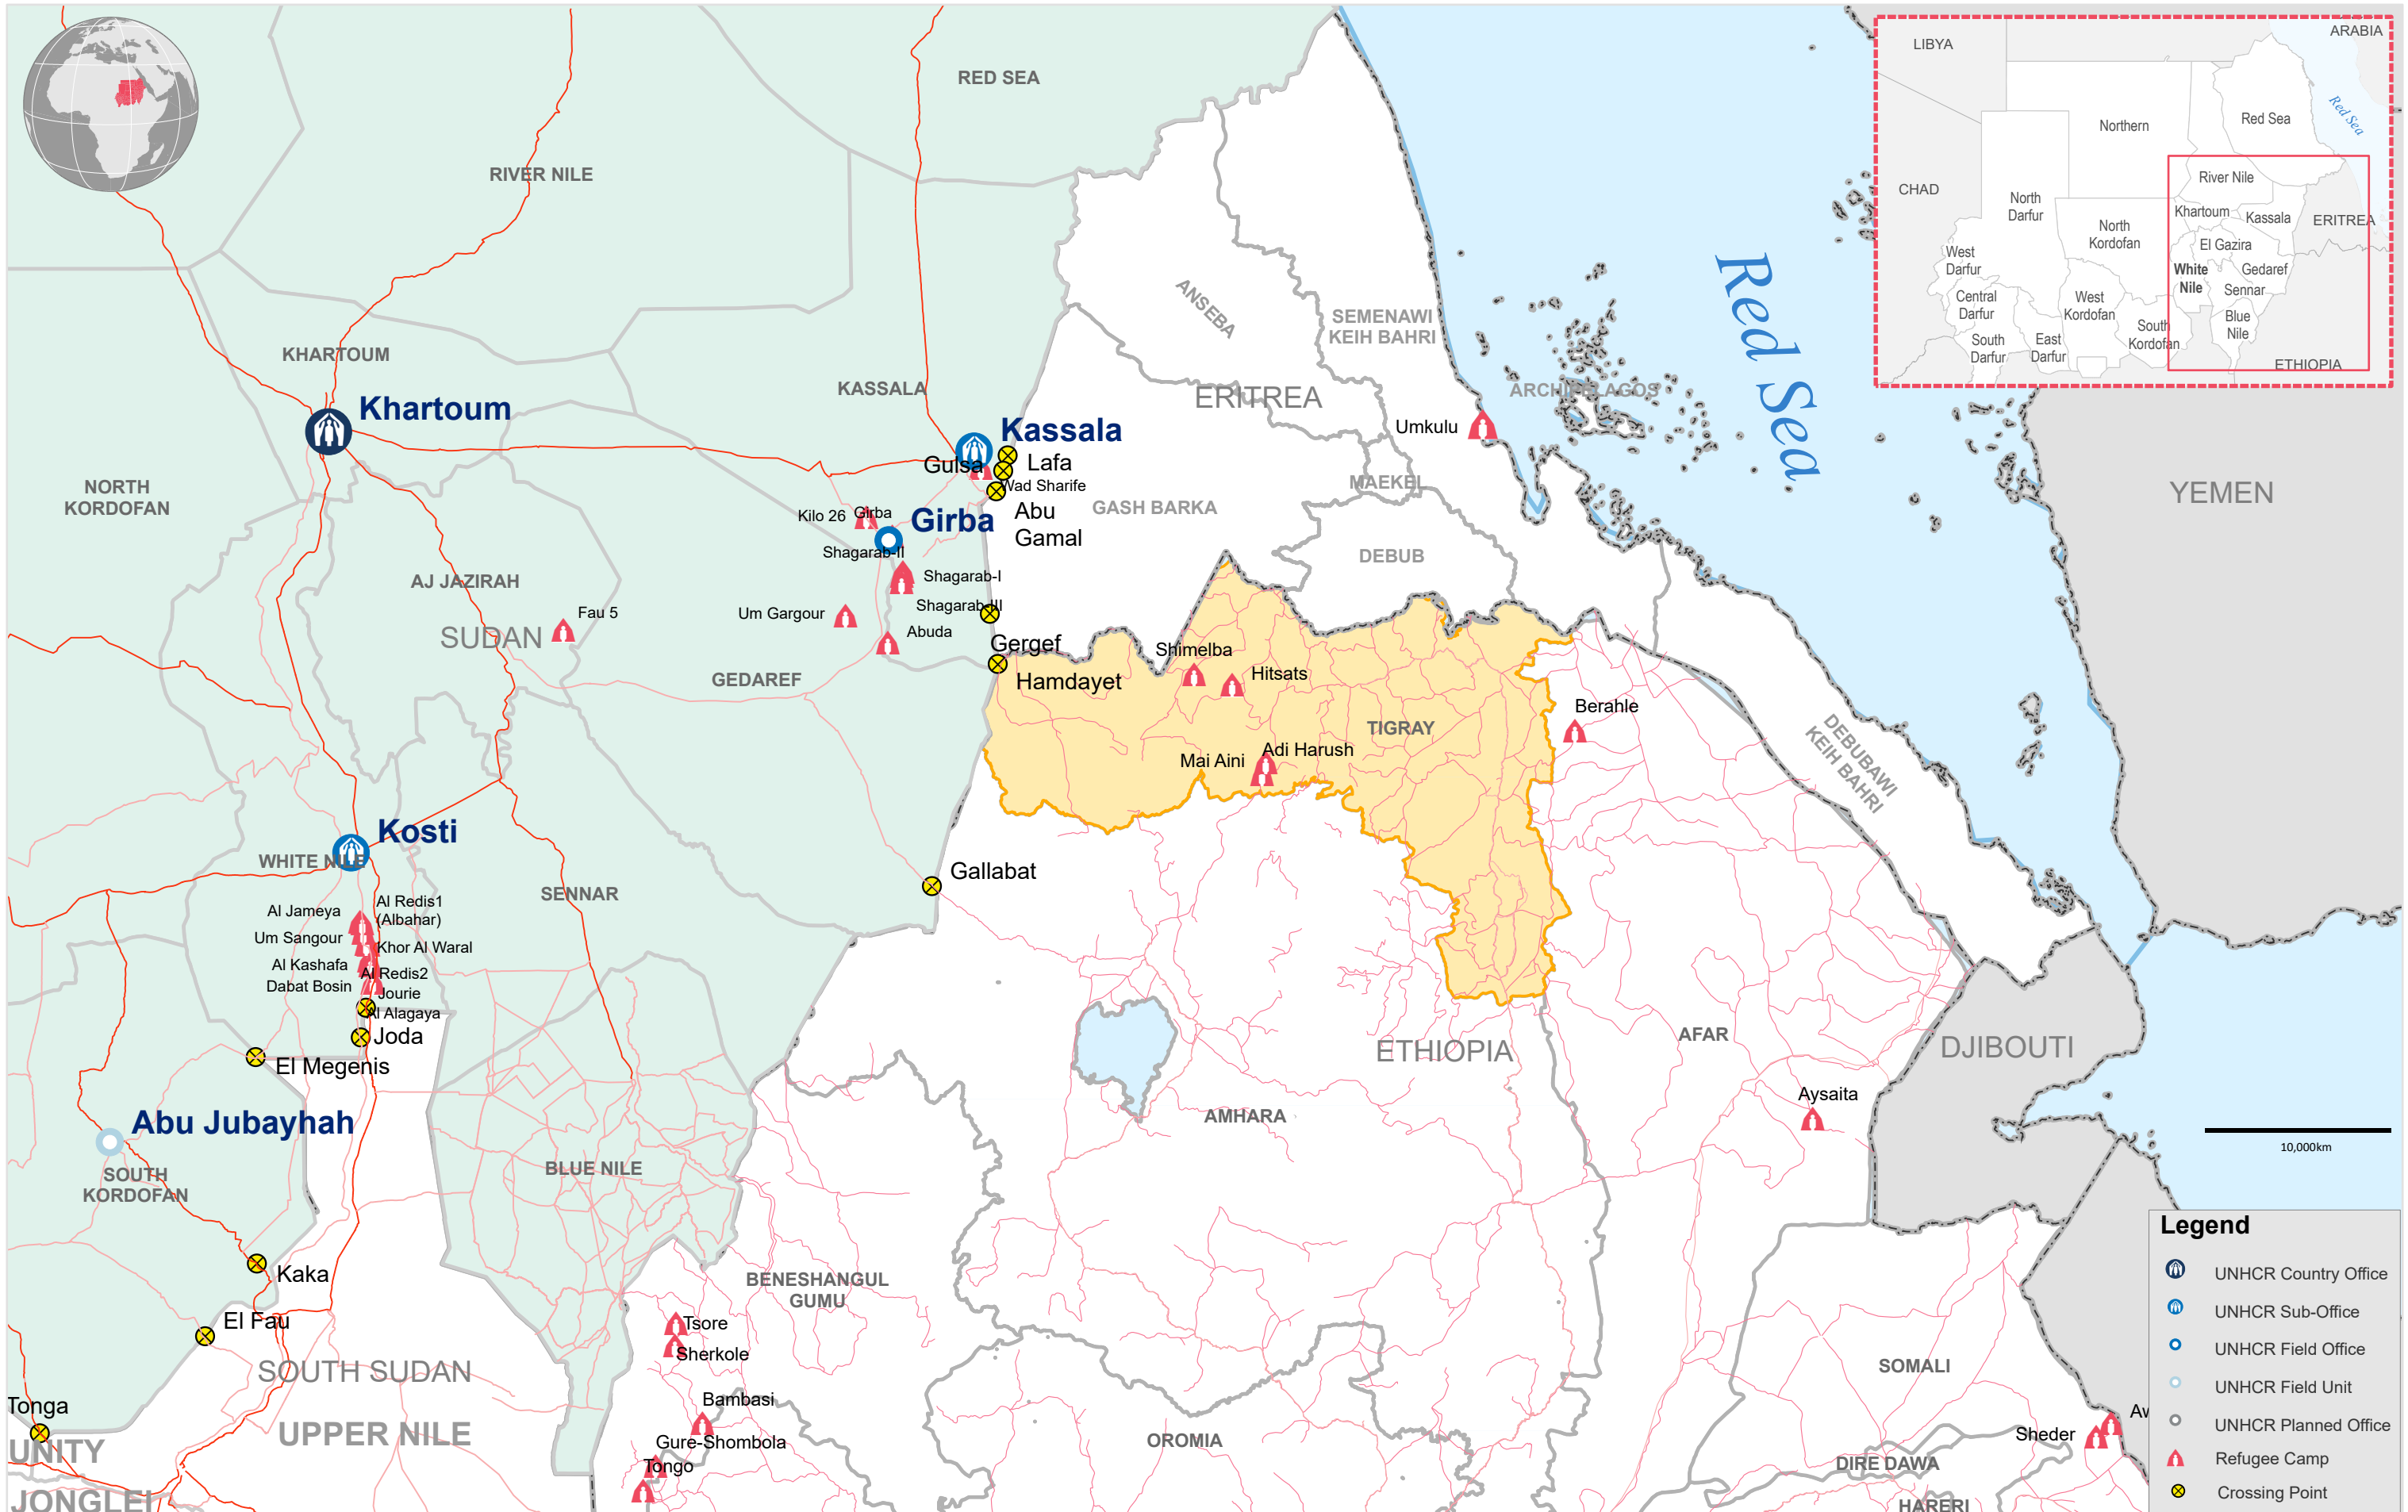 RED SEA
RIVER NILE
KHARTOUM
Khartoum
KASSALA
Kassala
Gulsa
Lafa
Wad Sharife
Abu
Gamal
Kilo 26
Girba
Girba
Shagarab-II
Shagarab-I
Shagarab-III
Um Gargour
Abuda
Gergef
Hamdayet
NORTH
KORDOFAN
AJ JAZIRAH
SUDAN
Fau 5
GEDAREF
Kosti
WHITE NILE
SENNAR
Gallabat
Al Jameya
Al Redis1
(Albahar)
Um Sangour
Khor Al Waral
Al Kashafa
Al Redis2
Dabat Bosin
Jourie
Al Alagaya
Joda
El Megenis
Abu Jubayhah
SOUTH
KORDOFAN
BLUE NILE
Kaka
El Fau
SOUTH SUDAN
Tonga
UNITY
UPPER NILE
JONGLEI
ANSEBA
SEMENAWI
KEIH BAHRI
ERITREA
ARCHIPELAGOS
Umkulu
MAEKEL
GASH BARKA
DEBUB
Red Sea
YEMEN
Shimelba
Hitsats
TIGRAY
Berahle
Mai Aini
Adi Harush
DEBUBAWI
KEIH BAHRI
ETHIOPIA
AFAR
DJIBOUTI
AMHARA
Aysaita
BENESHANGUL
GUMU
Tsore
Sherkole
Bambasi
Gure-Shombola
Tongo
OROMIA
SOMALI
Sheder
Aw
DIRE DAWA
HARERI
10,000km
LIBYA
ARABIA
Northern
Red Sea
Red Sea
CHAD
North
Darfur
River Nile
Khartoum
Kassala
ERITREA
North
Kordofan
El Gazira
West
Darfur
White
Nile
Gedaref
Sennar
Central
Darfur
West
Kordofan
Blue
Nile
South
Kordofan
South
Darfur
East
Darfur
ETHIOPIA
Legend
UNHCR Country Office
UNHCR Sub-Office
UNHCR Field Office
UNHCR Field Unit
UNHCR Planned Office
Refugee Camp
Crossing Point